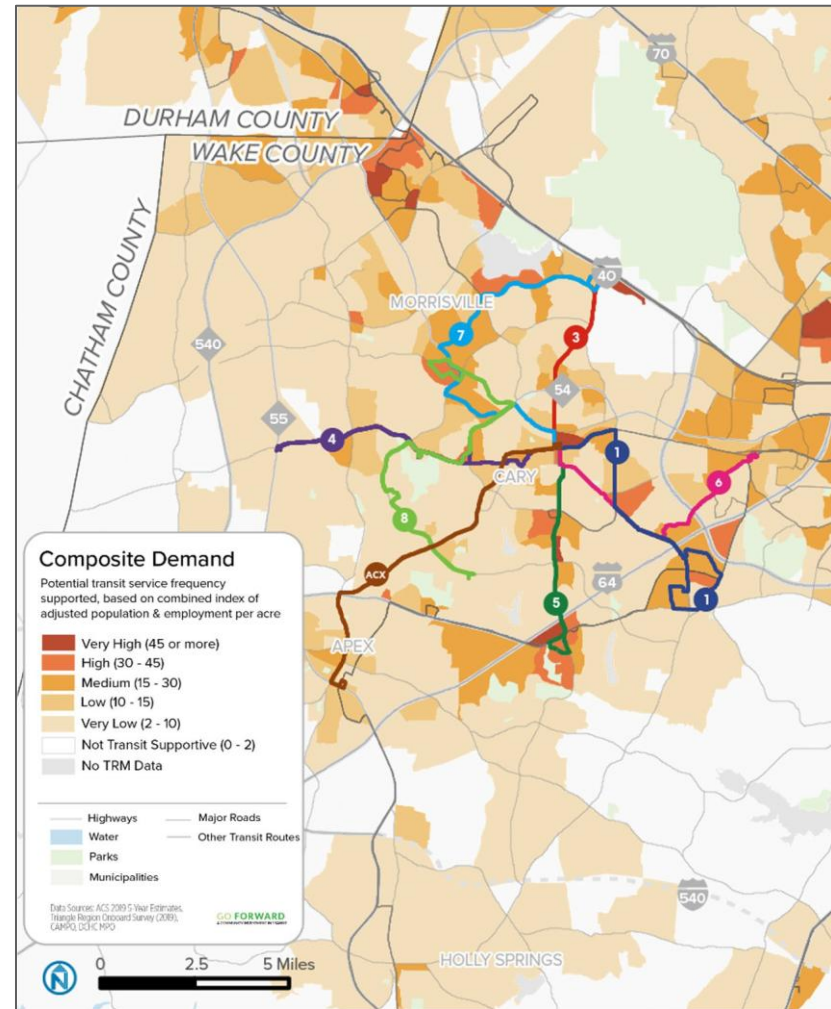 70
DURHAM COUNTY
WAKE COUNTY
CHATHAM COUNTY
40
MORRISVILLE
7
3
540
54
55
4
1
CARY
6
8
ACX
64
5
1
APEX
Composite Demand
Potential transit service frequency
supported, based on combined index of
adjusted population & employment per acre
Very High (45 or more)
High (30 - 45)
Medium (15 - 30)
Low (10 - 15)
Very Low (2 - 10)
Not Transit Supportive (0 - 2)
No TRM Data
Highways
Major Roads
Water
Other Transit Routes
Parks
Municipalities
Data Sources: ACS 2019 5-Year Estimates,
Triangle Region Onboard Survey (2019),
CAMPO, DCHC MPO
GO FORWARD
540
HOLLY SPRINGS
N
0 2.5 5 Miles